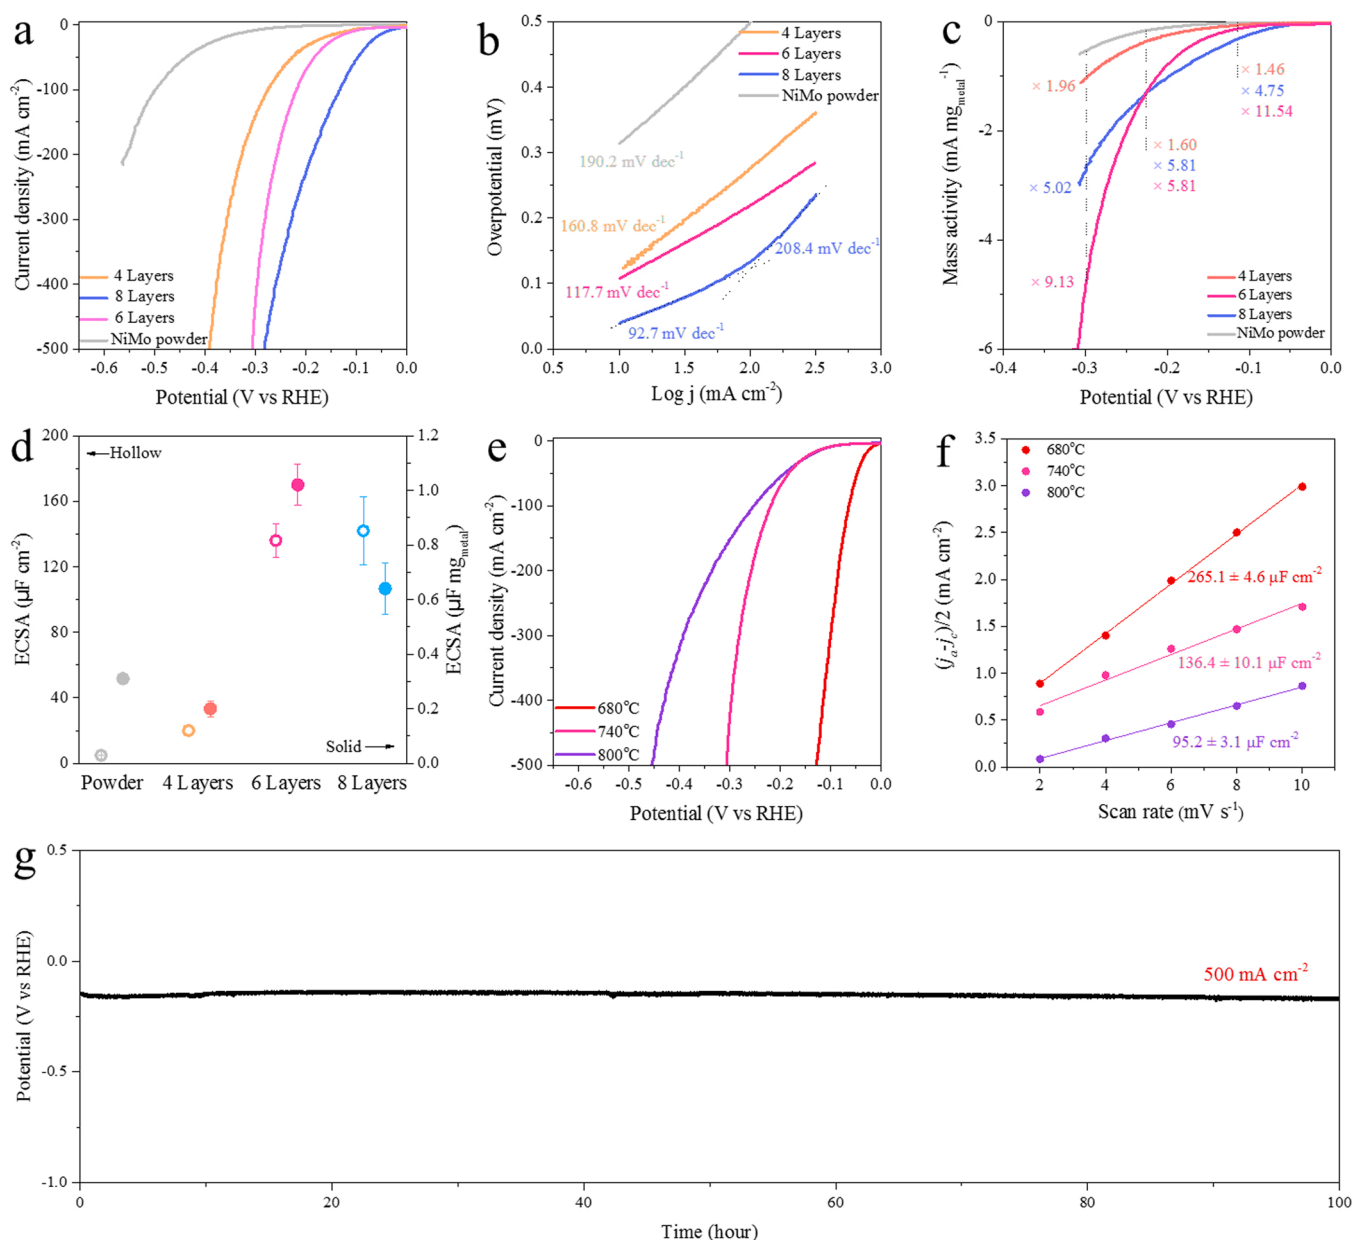 a
0
-100
-200
-300
-400
-500
Current density (mA cm-2)
4 Layers
8 Layers
6 Layers
NiMo powder
-0.6 -0.5 -0.4 -0.3 -0.2 -0.1 0.0
Potential (V vs RHE)
b
0.5
0.4
0.3
0.2
0.1
0.0
Overpotential (mV)
4 Layers
6 Layers
8 Layers
NiMo powder
190.2 mV dec-1
160.8 mV dec-1
208.4 mV dec-1
117.7 mV dec-1
92.7 mV dec-1
0.5 1.0 1.5 2.0 2.5 3.0
Log j (mA cm-2)
c
0
-2
-4
-6
Mass activity (mA mgmetal-1)
× 1.96
× 1.46
× 4.75
× 11.54
× 1.60
× 5.81
× 5.81
× 5.02
× 9.13
4 Layers
6 Layers
8 Layers
NiMo powder
-0.4 -0.3 -0.2 -0.1 0.0
Potential (V vs RHE)
d
200
160
120
80
40
0
ECSA (µF cm-2)
Hollow
Solid
1.2
1.0
0.8
0.6
0.4
0.2
0.0
ECSA (µF mgmetal)
Powder 4 Layers 6 Layers 8 Layers
e
0
-100
-200
-300
-400
-500
Current density (mA cm-2)
680°C
740°C
800°C
-0.6 -0.5 -0.4 -0.3 -0.2 -0.1 0.0
Potential (V vs RHE)
f
3.5
3.0
2.5
2.0
1.5
1.0
0.5
0.0
(ja-jc)/2 (mA cm-2)
680°C
740°C
800°C
265.1 ± 4.6 µF cm-2
136.4 ± 10.1 µF cm-2
95.2 ± 3.1 µF cm-2
2 4 6 8 10
Scan rate (mV s-1)
g
0.5
0.0
-0.5
-1.0
Potential (V vs RHE)
500 mA cm-2
0 20 40 60 80 100
Time (hour)